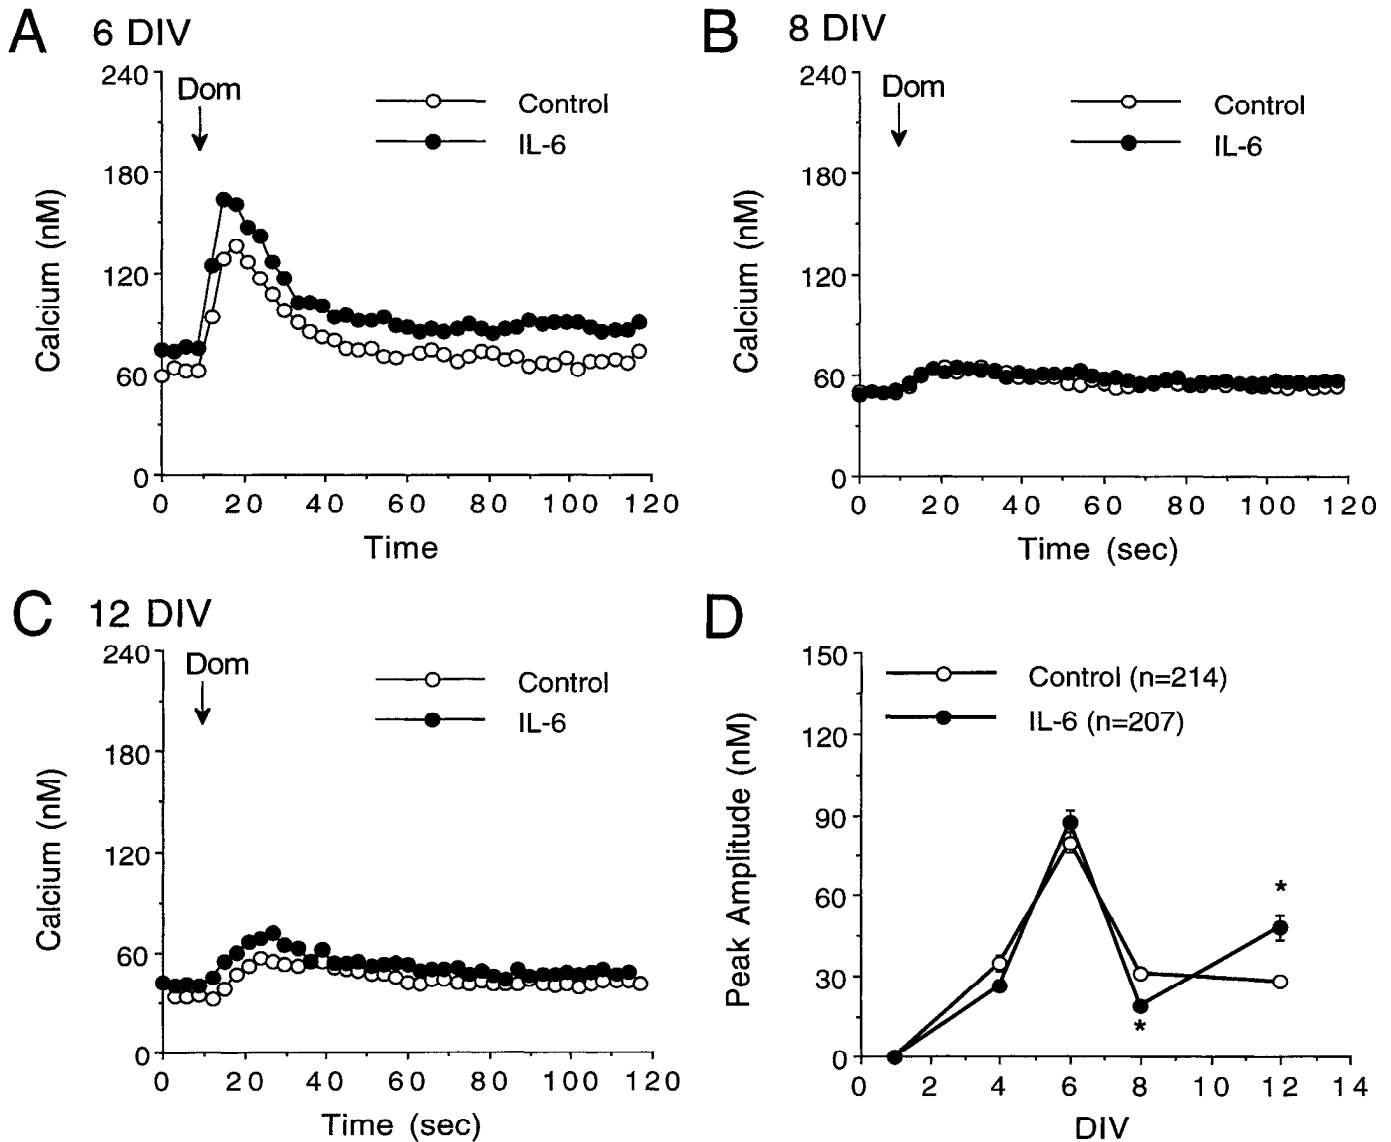 A 6 DIV
240
180
120
60
0
Dom
Control
IL-6
Calcium (nM)
0 20 40 60 80 100 120
Time
B 8 DIV
240
180
120
60
0
Dom
Control
IL-6
Calcium (nM)
0 20 40 60 80 100 120
Time (sec)
C 12 DIV
240
180
120
60
0
Dom
Control
IL-6
Calcium (nM)
0 20 40 60 80 100 120
Time (sec)
D
150
120
90
60
30
0
Control (n=214)
IL-6 (n=207)
Peak Amplitude (nM)
*
*
0 2 4 6 8 10 12 14
DIV